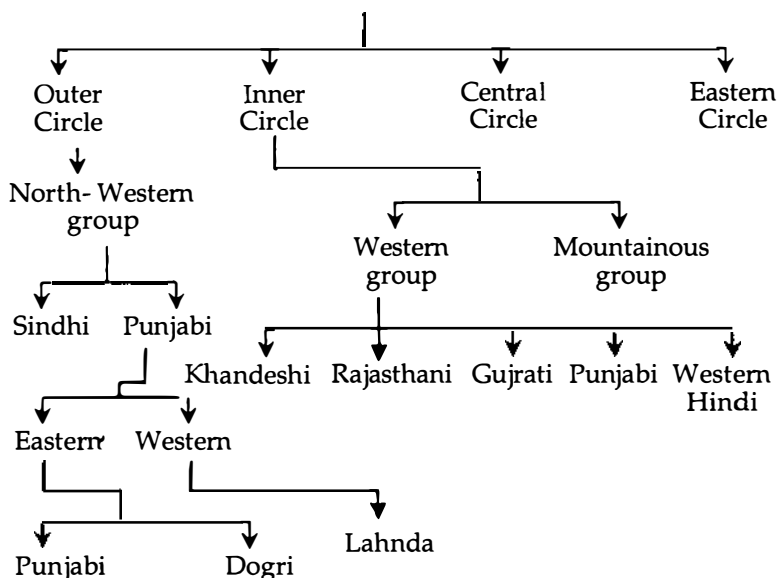 Outer Inner Central Eastern
Circle Circle Circle Circle
North-Western
group
Western Mountainous
group group
Sindhi Punjabi
Khandeshi Rajasthani Gujrati Punjabi Western
Hindi
Eastern Western
Lahnda
Punjabi Dogri